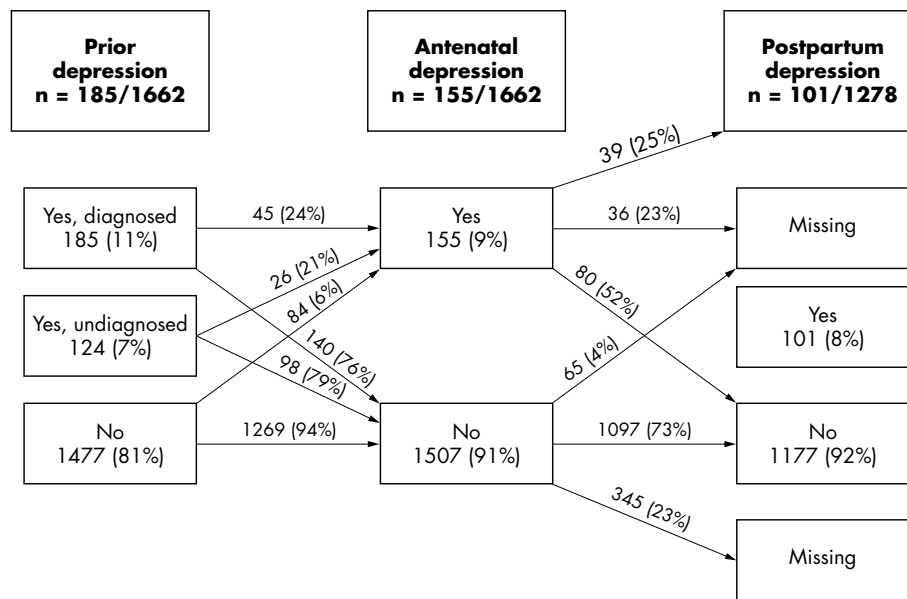 Prior
depression
n = 185/1662
Antenatal
depression
n = 155/1662
Postpartum
depression
n = 101/1278
39 (25%)
Yes, diagnosed
185 (11%)
45 (24%)
Yes
155 (9%)
36 (23%)
Missing
26 (21%)
84 (6%)
80 (52%)
Yes, undiagnosed
124 (7%)
140 (76%)
98 (79%)
65 (4%)
Yes
101 (8%)
No
1477 (81%)
1269 (94%)
No
1507 (91%)
1097 (73%)
No
1177 (92%)
345 (23%)
Missing